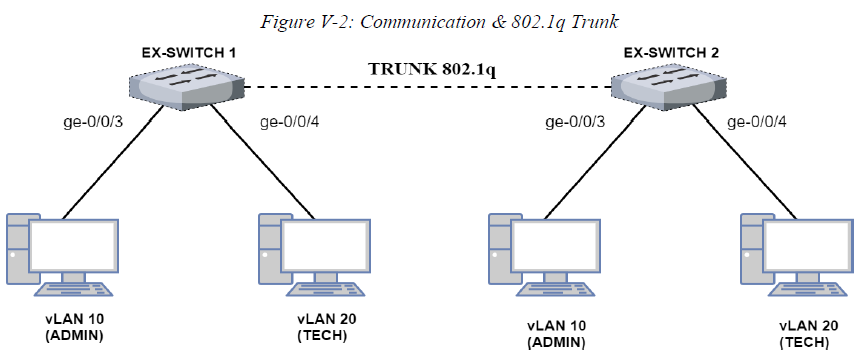 Figure V-2: Communication & 802.1q Trunk
EX-SWITCH 1
EX-SWITCH 2
TRUNK 802.1q
ge-0/0/3
ge-0/0/4
ge-0/0/3
ge-0/0/4
vLAN 10
(ADMIN)
vLAN 20
(TECH)
vLAN 10
(ADMIN)
vLAN 20
(TECH)